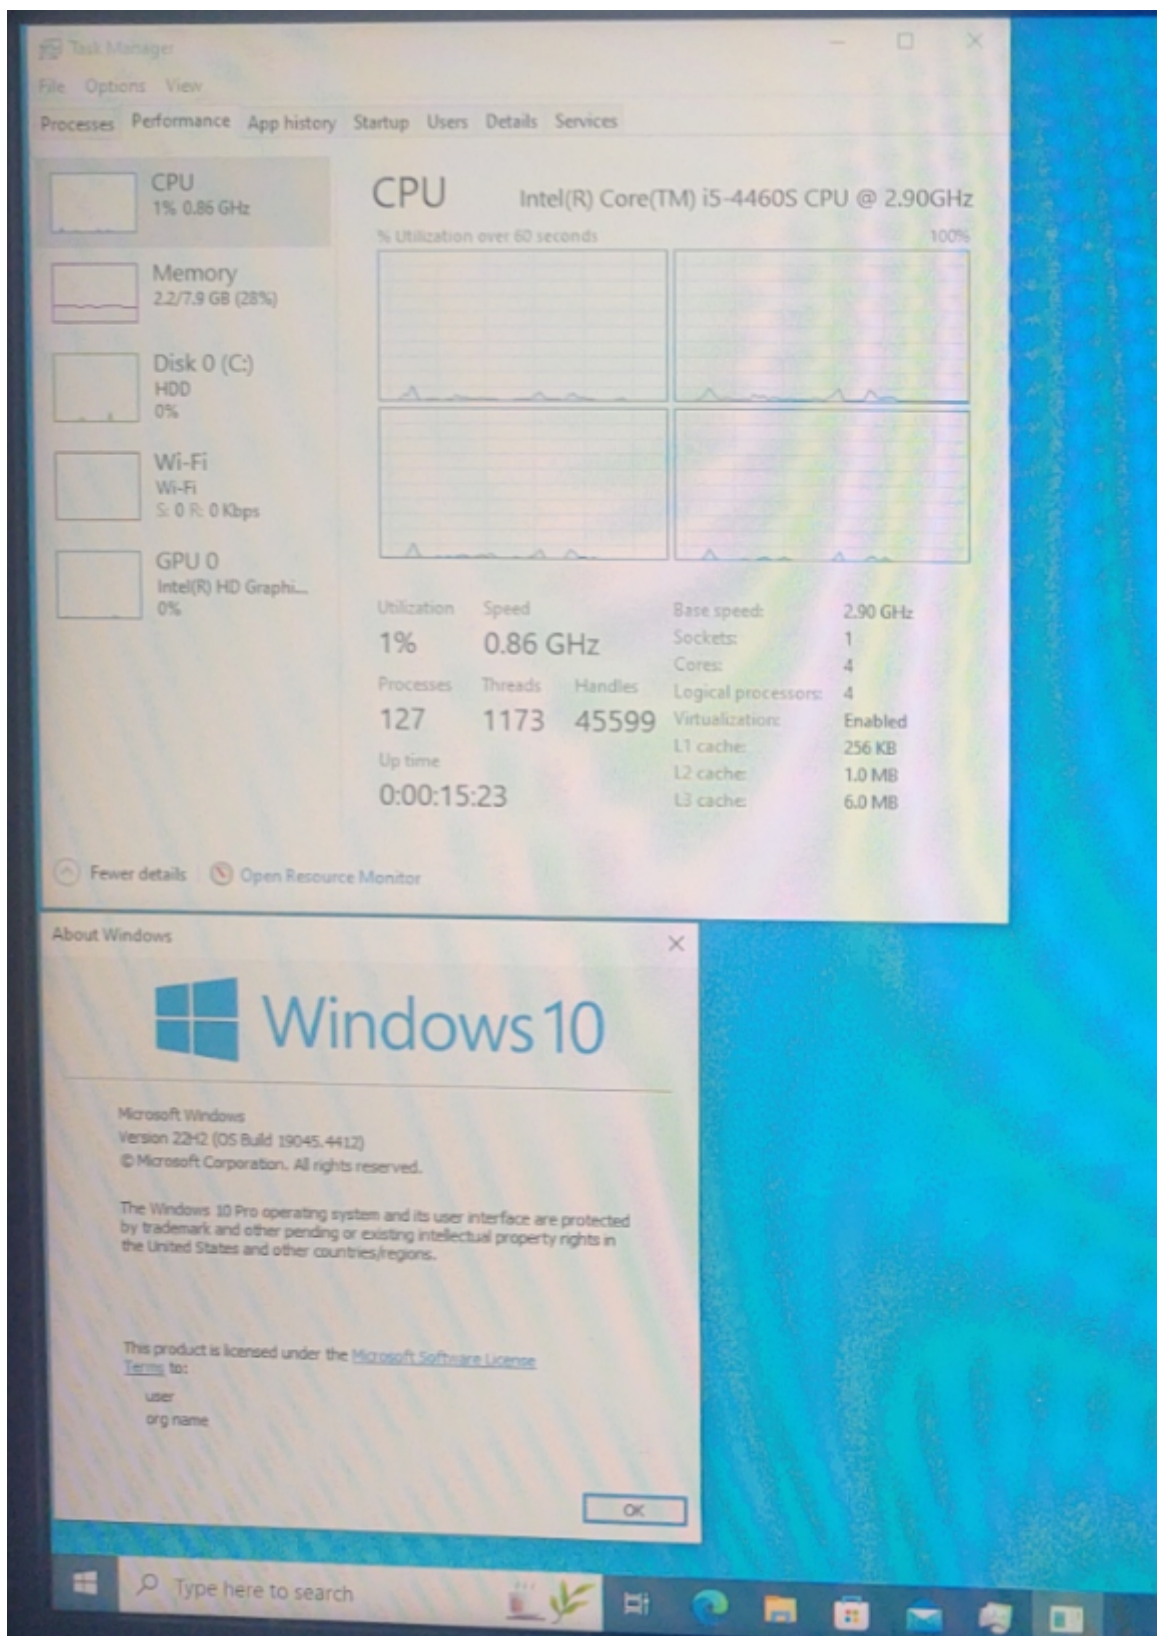 Task Manager
File Options View
Processes Performance App history Startup Users Details Services
CPU
1% 0.86 GHz
Memory
2.2/7.9 GB (28%)
Disk 0 (C:)
HDD
0%
Wi-Fi
Wi-Fi
S: 0 R: 0 Kbps
GPU 0
Intel(R) HD Graphi...
0%
CPU Intel(R) Core(TM) i5-4460S CPU @ 2.90GHz
% Utilization over 60 seconds 100%
Utilization Speed
1% 0.86 GHz
Processes Threads Handles
127 1173 45599
Up time
0:00:15:23
Base speed: 2.90 GHz
Sockets: 1
Cores: 4
Logical processors: 4
Virtualization: Enabled
L1 cache: 256 KB
L2 cache: 1.0 MB
L3 cache: 6.0 MB
Fewer details Open Resource Monitor
About Windows
Windows 10
Microsoft Windows
Version 22H2 (OS Build 19045.4412)
© Microsoft Corporation. All rights reserved.
The Windows 10 Pro operating system and its user interface are protected
by trademark and other pending or existing intellectual property rights in
the United States and other countries/regions.
This product is licensed under the Microsoft Software License
Terms to:
user
org name
OK
Type here to search